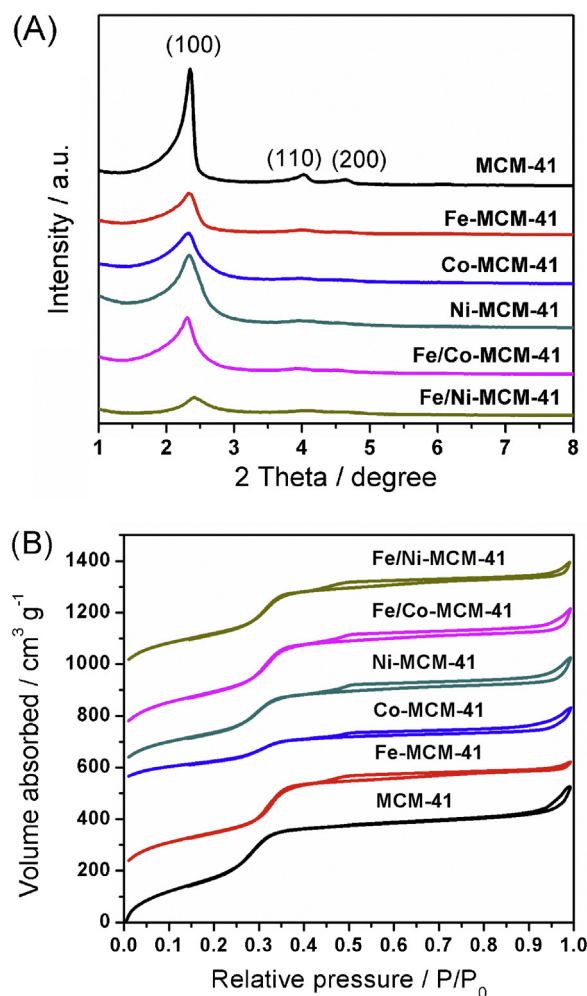 (A)
(100)
(110)
(200)
MCM-41
Fe-MCM-41
Co-MCM-41
Ni-MCM-41
Fe/Co-MCM-41
Fe/Ni-MCM-41
Intensity / a.u.
1 2 3 4 5 6 7 8
2 Theta / degree
(B)
1400
1200
1000
800
600
400
200
0
Fe/Ni-MCM-41
Fe/Co-MCM-41
Ni-MCM-41
Co-MCM-41
Fe-MCM-41
MCM-41
Volume absorbed / cm³ g⁻¹
0.0 0.1 0.2 0.3 0.4 0.5 0.6 0.7 0.8 0.9 1.0
Relative pressure / P/P₀